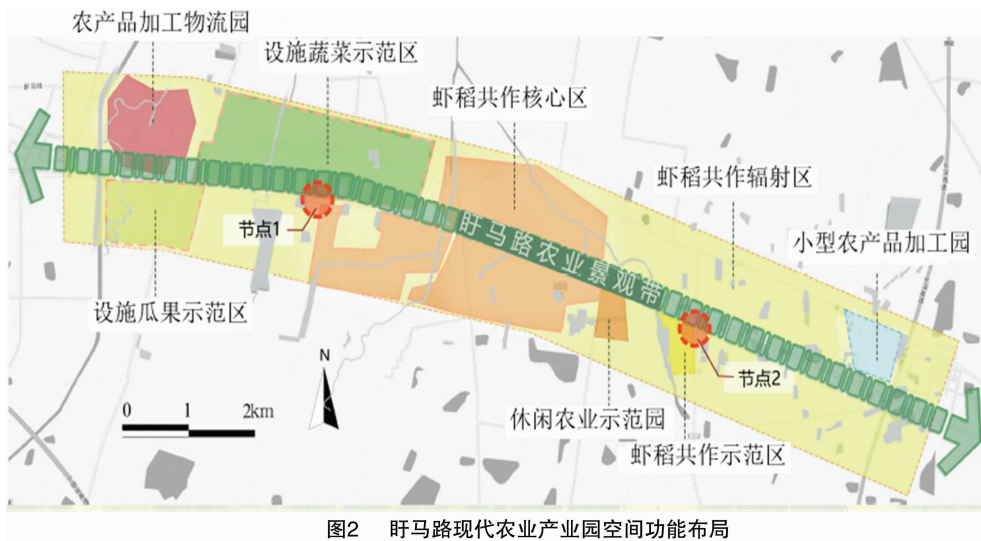 农产品加工物流园
设施蔬菜示范区
虾稻共作核心区
虾稻共作辐射区
小型农产品加工园
节点1
盱马路农业景观带
设施瓜果示范区
节点2
休闲农业示范园
虾稻共作示范区
N
0 1 2km
图2 盱马路现代农业产业园空间功能布局